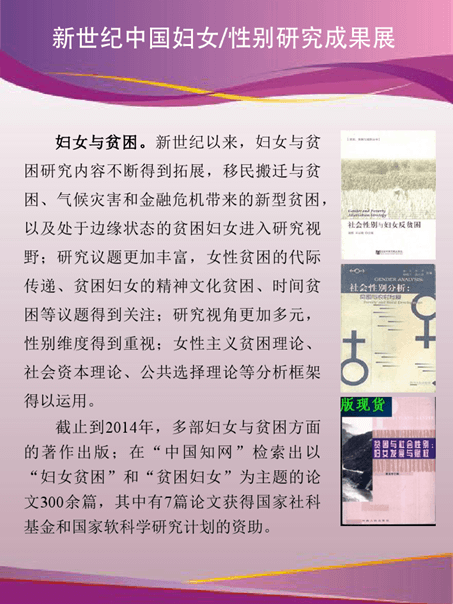 新世纪中国妇女/性别研究成果展
妇女与贫困。新世纪以来，妇女与贫
困研究内容不断得到拓展，移民搬迁与贫
困、气候灾害和金融危机带来的新型贫困，
以及处于边缘状态的贫困妇女进入研究视
野；研究议题更加丰富，女性贫困的代际
传递、贫困妇女的精神文化贫困、时间贫
困等议题得到关注；研究视角更加多元，
性别维度得到重视；女性主义贫困理论、
社会资本理论、公共选择理论等分析框架
得以运用。
截止到2014年，多部妇女与贫困方面
的著作出版；在“中国知网”检索出以
“妇女贫困”和“贫困妇女”为主题的论
文300余篇，其中有7篇论文获得国家社科
基金和国家软科学研究计划的资助。
社会性别与妇女反贫困
GENDER ANALYSIS
社会性别分析：
贫困与农村发展
版现货
贫困与社会性别：
妇女发展与